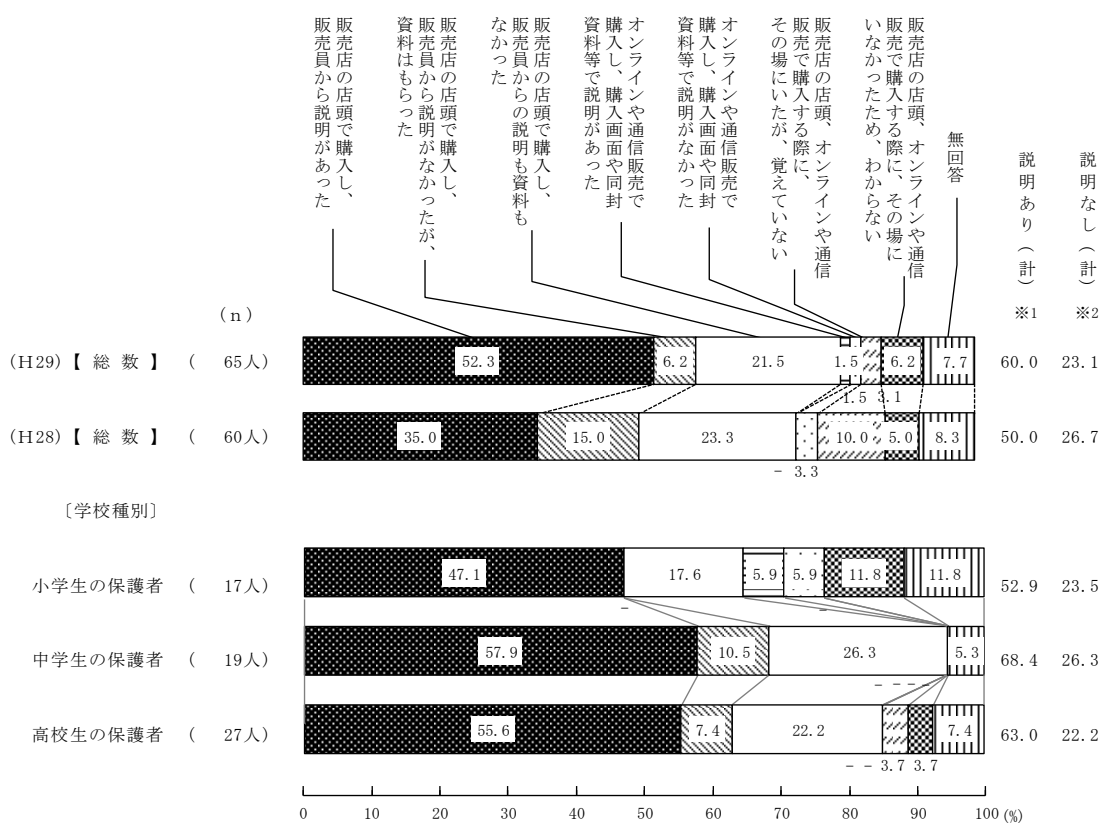 販売店の店頭で購入し、
販売員から説明があった
販売店の店頭で購入し、
販売員から説明がなかったが、
資料はもらった
販売店の店頭で購入し、
販売員からの説明も資料も
なかった
オンラインや通信販売で
購入し、購入画面や同封
資料等で説明があった
オンラインや通信販売で
購入し、購入画面や同封
資料等で説明がなかった
販売店の店頭、オンラインや通信
販売で購入する際に、
その場にいたが、覚えていない
販売店の店頭、オンラインや通信
販売で購入する際に、その場に
いなかったため、わからない
無回答
説明あり(計)
※1
説明なし(計)
※2
(n)
(H29)【 総 数 】 ( 65人) 52.3 6.2 21.5 1.5 6.2 7.7 60.0 23.1
1.5 3.1
(H28)【 総 数 】 ( 60人) 35.0 15.0 23.3 10.0 5.0 8.3 50.0 26.7
- 3.3
〔学校種別〕
小学生の保護者 ( 17人) 47.1 17.6 5.9 5.9 11.8 11.8 52.9 23.5
- -
中学生の保護者 ( 19人) 57.9 10.5 26.3 5.3 68.4 26.3
- - - -
高校生の保護者 ( 27人) 55.6 7.4 22.2 7.4 63.0 22.2
- - 3.7 3.7
0 10 20 30 40 50 60 70 80 90 100 (%)